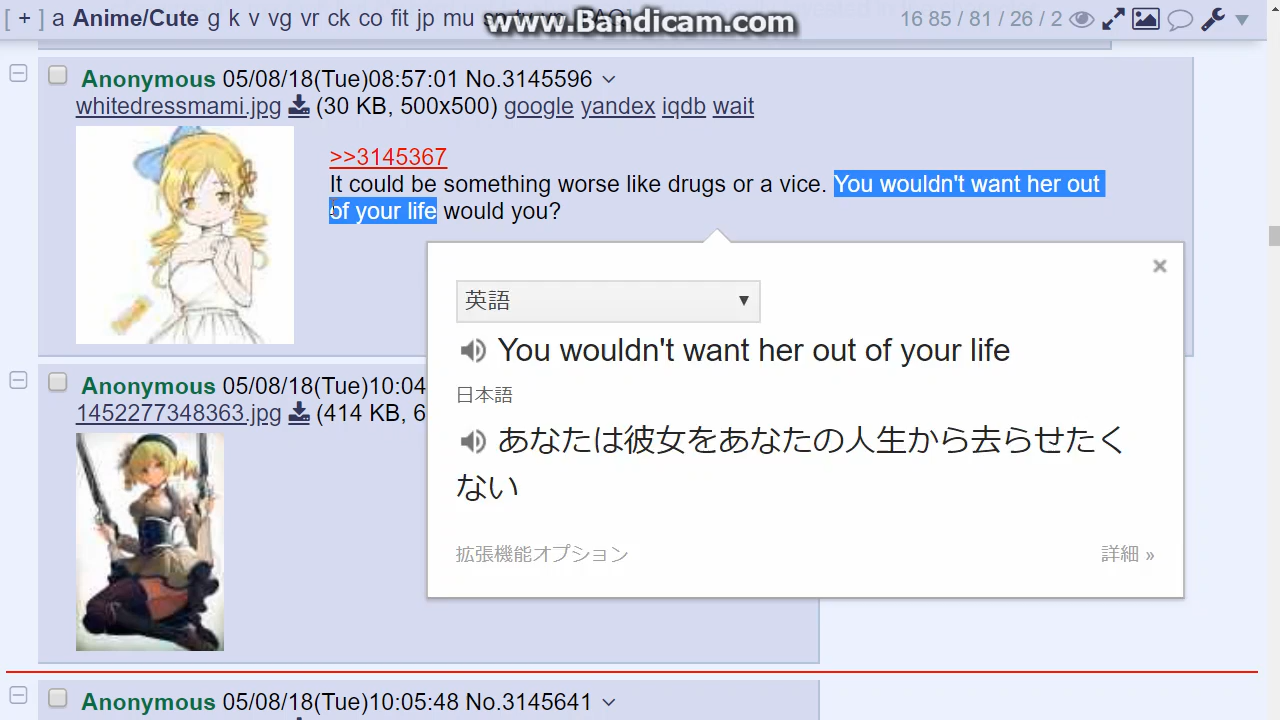 [ + ] a Anime/Cute g k v vg vr ck co fit jp mu
www.Bandicam.com
16 85 / 81 / 26 / 2
Anonymous 05/08/18(Tue)08:57:01 No.3145596
whitedressmami.jpg (30 KB, 500x500) google yandex iqdb wait
>>3145367
It could be something worse like drugs or a vice. You wouldn't want her out
of your life would you?
英語
You wouldn't want her out of your life
日本語
あなたは彼女をあなたの人生から去らせたく
ない
拡張機能オプション 詳細 »
Anonymous 05/08/18(Tue)10:04
1452277348363.jpg (414 KB, 6
Anonymous 05/08/18(Tue)10:05:48 No.3145641